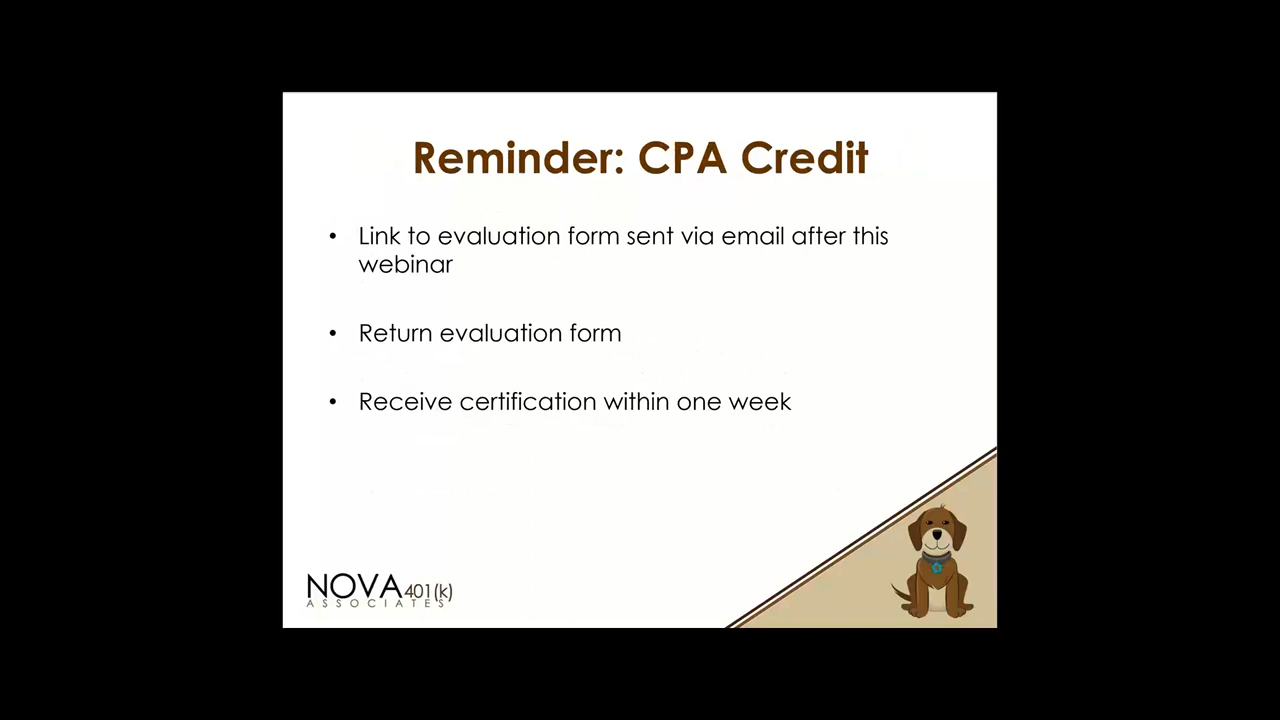 Reminder: CPA Credit
• Link to evaluation form sent via email after this
webinar
• Return evaluation form
• Receive certification within one week
NOVA 401(k)
ASSOCIATES